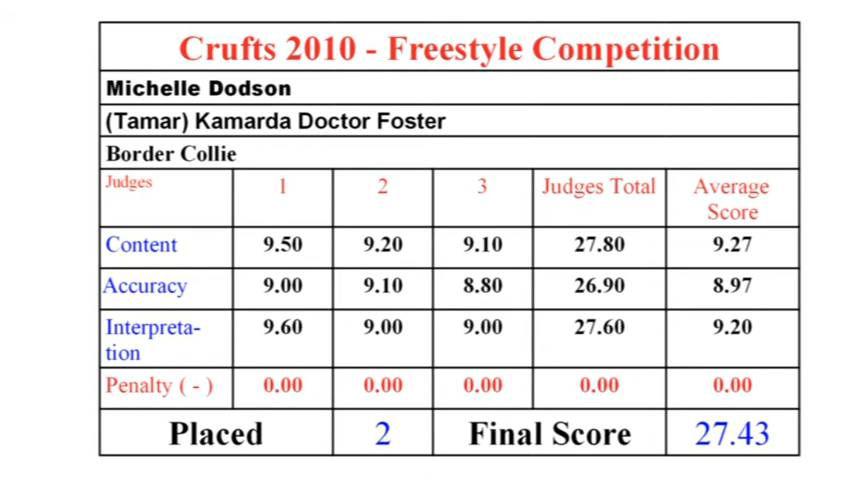 Crufts 2010 - Freestyle Competition
Michelle Dodson
(Tamar) Kamarda Doctor Foster
Border Collie
Judges 1 2 3 Judges Total Average
Score
Content 9.50 9.20 9.10 27.80 9.27
Accuracy 9.00 9.10 8.80 26.90 8.97
Interpreta- 9.60 9.00 9.00 27.60 9.20
tion
Penalty ( - ) 0.00 0.00 0.00 0.00 0.00
Placed 2 Final Score 27.43